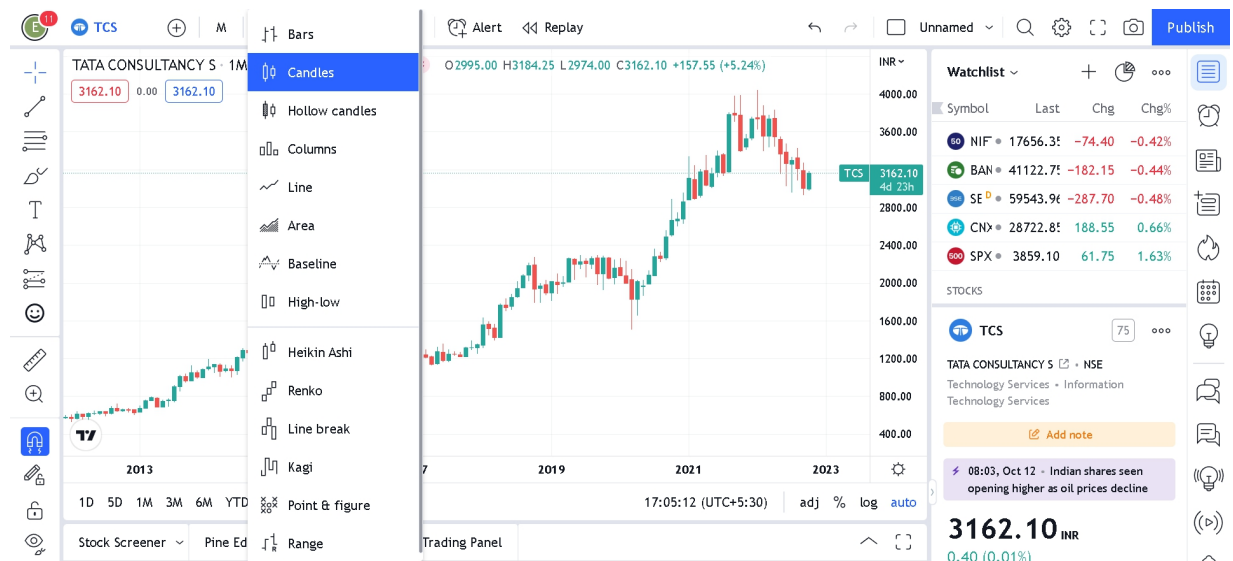 E 11 TCS M Alert Replay Unnamed Publish
Bars
Candles
Hollow candles
Columns
Line
Area
Baseline
High-low
Heikin Ashi
Renko
Line break
Kagi
Point & figure
Range
TATA CONSULTANCY S · 1M
O2995.00 H3184.25 L2974.00 C3162.10 +157.55 (+5.24%)
3162.10 0.00 3162.10
INR
4000.00
3600.00
TCS 3162.10
4d 23h
2800.00
2400.00
2000.00
1600.00
1200.00
800.00
400.00
2013 7 2019 2021 2023
1D 5D 1M 3M 6M YTD
17:05:12 (UTC+5:30) adj % log auto
Stock Screener Pine Ed Trading Panel
Watchlist
Symbol Last Chg Chg%
50 NIF 17656.35 −74.40 −0.42%
BAN 41122.75 −182.15 −0.44%
SE D 59543.96 −287.70 −0.48%
CNX 28722.85 188.55 0.66%
500 SPX 3859.10 61.75 1.63%
STOCKS
TCS 75
TATA CONSULTANCY S • NSE
Technology Services • Information
Technology Services
Add note
08:03, Oct 12 • Indian shares seen
opening higher as oil prices decline
3162.10 INR
0.40 (0.01%)